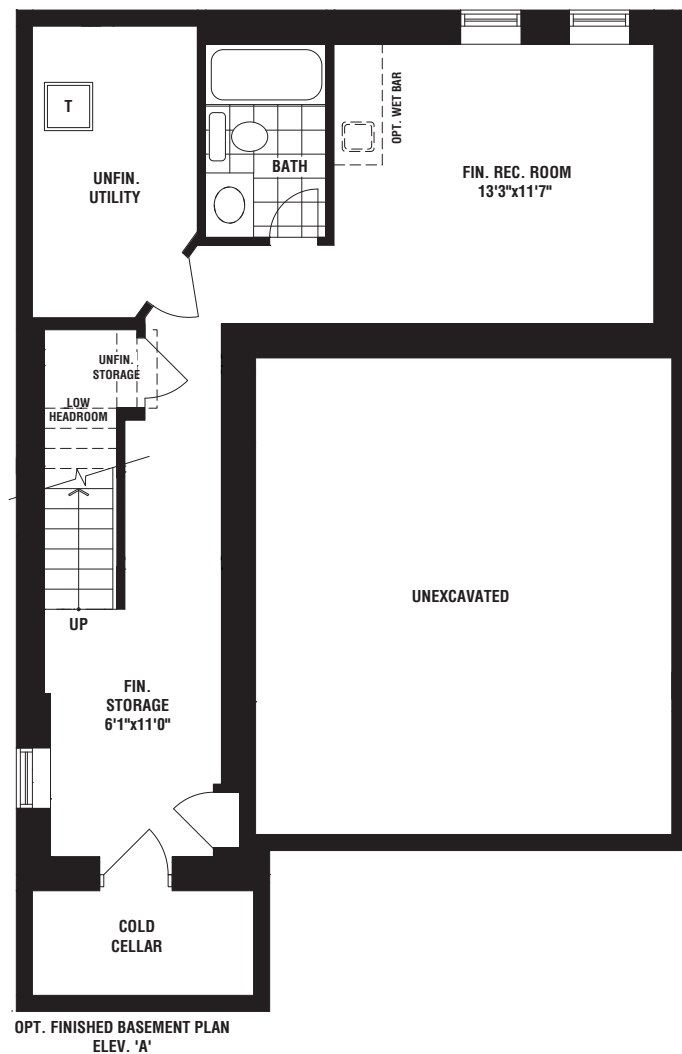 T
UNFIN.
UTILITY
BATH
OPT. WET BAR
FIN. REC. ROOM
13'3"x11'7"
UNFIN.
STORAGE
LOW
HEADROOM
UP
UNEXCAVATED
FIN.
STORAGE
6'1"x11'0"
COLD
CELLAR
OPT. FINISHED BASEMENT PLAN
ELEV. 'A'